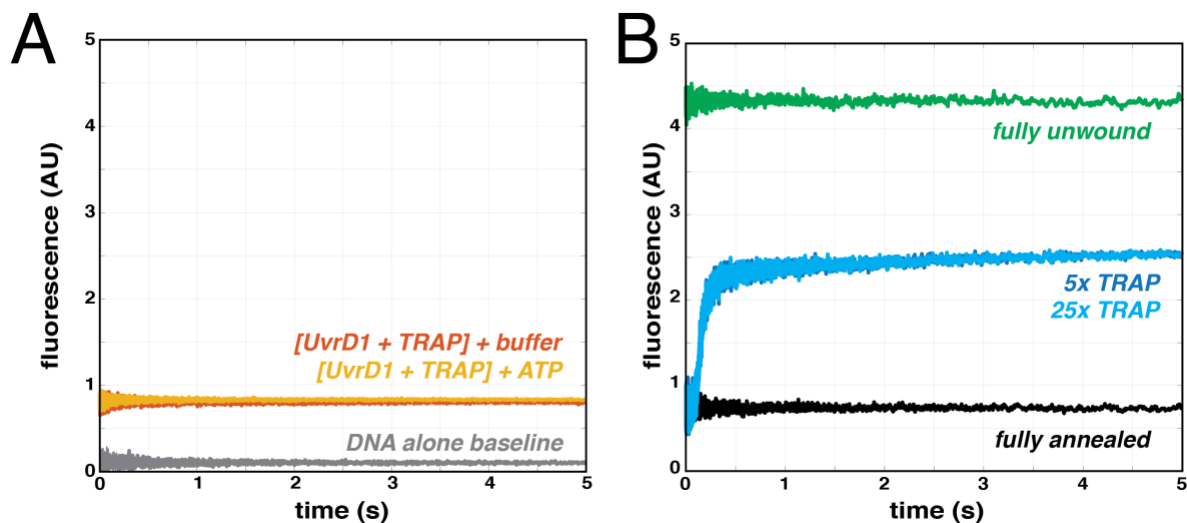 A
fluorescence (AU)
5
4
3
2
1
0
[UvrD1 + TRAP] + buffer
[UvrD1 + TRAP] + ATP
DNA alone baseline
0
1
2
3
4
5
time (s)
B
fluorescence (AU)
5
4
3
2
1
0
fully unwound
5x TRAP
25x TRAP
fully annealed
0
1
2
3
4
5
time (s)